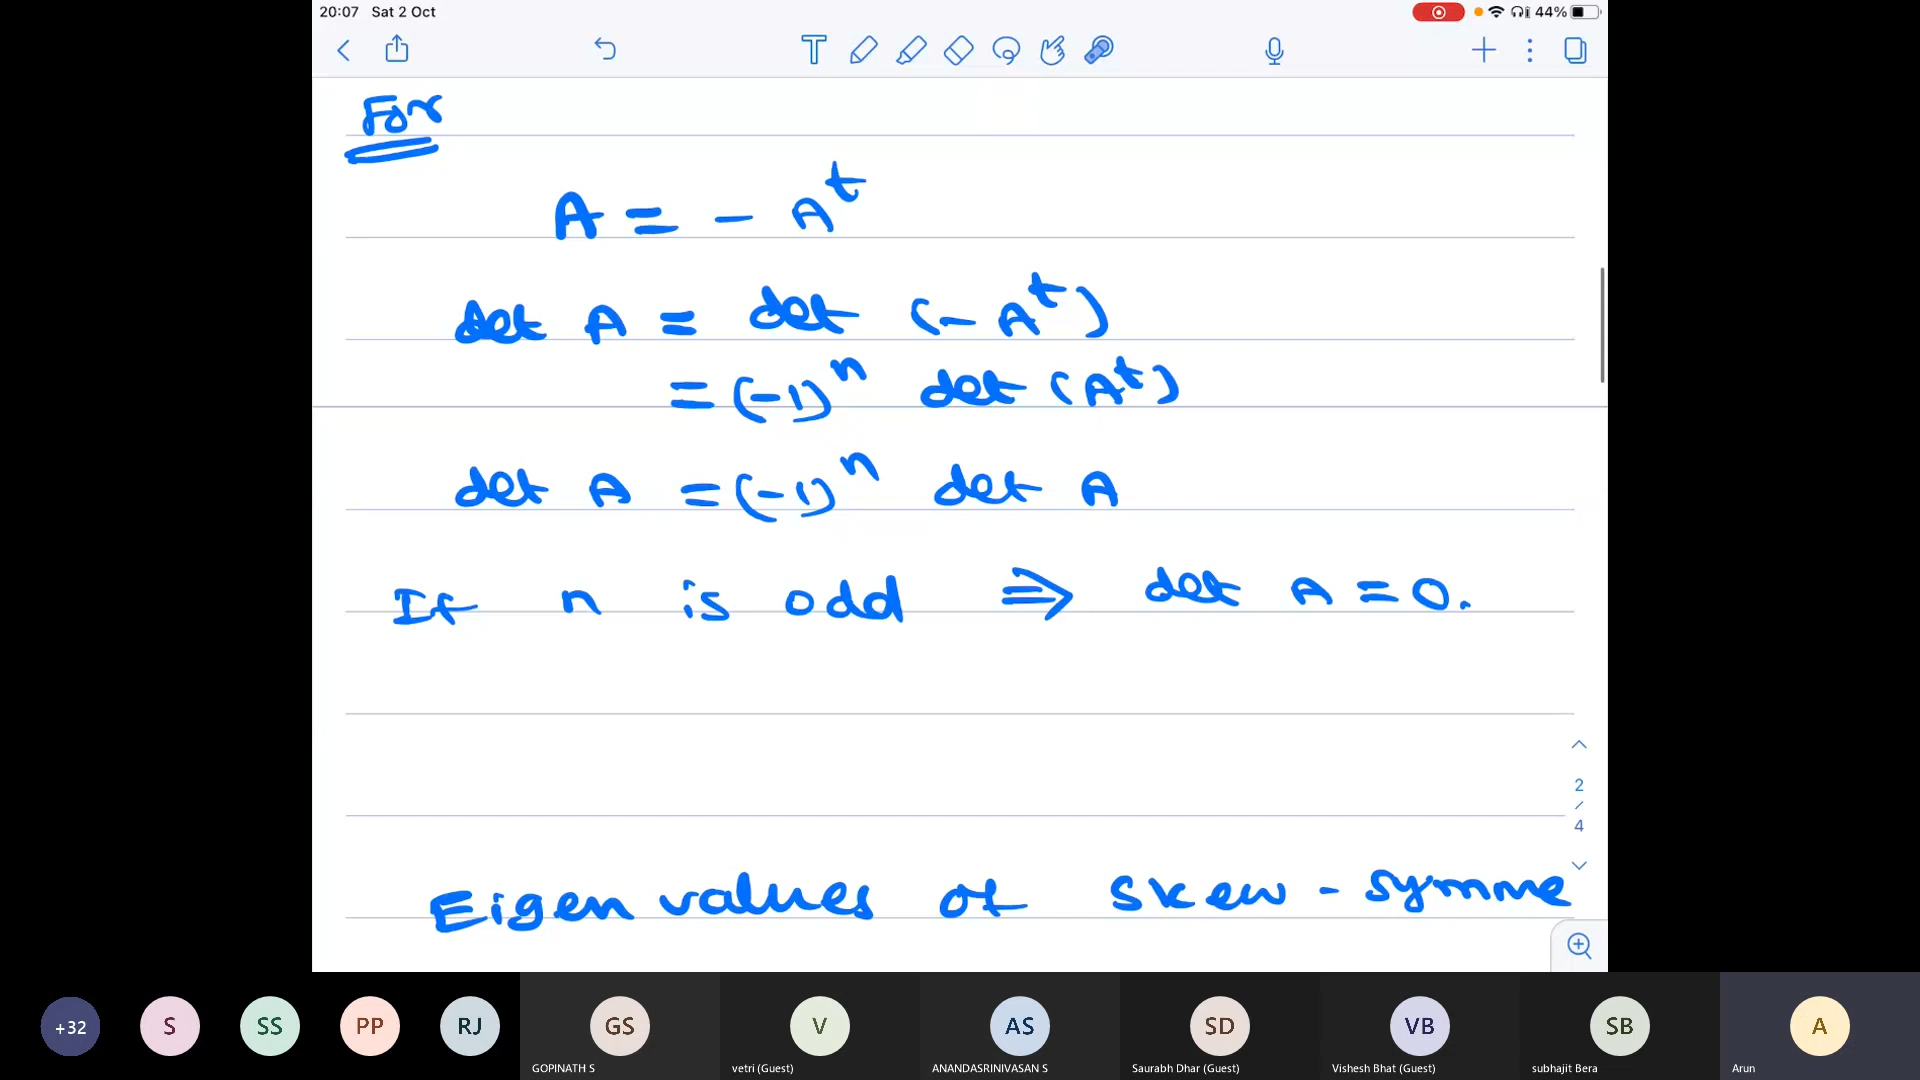 20:07 Sat 2 Oct 44%
For
A = - A^t
det A = det (- A^t)
= (-1)^n det (A^t)
det A = (-1)^n det A
If n is odd ⇒ det A = 0.
2
/
4
Eigen values of skew - symme
+32 S SS PP RJ GS V AS SD VB SB A
GOPINATH S vetri (Guest) ANANDASRINIVASAN S Saurabh Dhar (Guest) Vishesh Bhat (Guest) subhajit Bera Arun